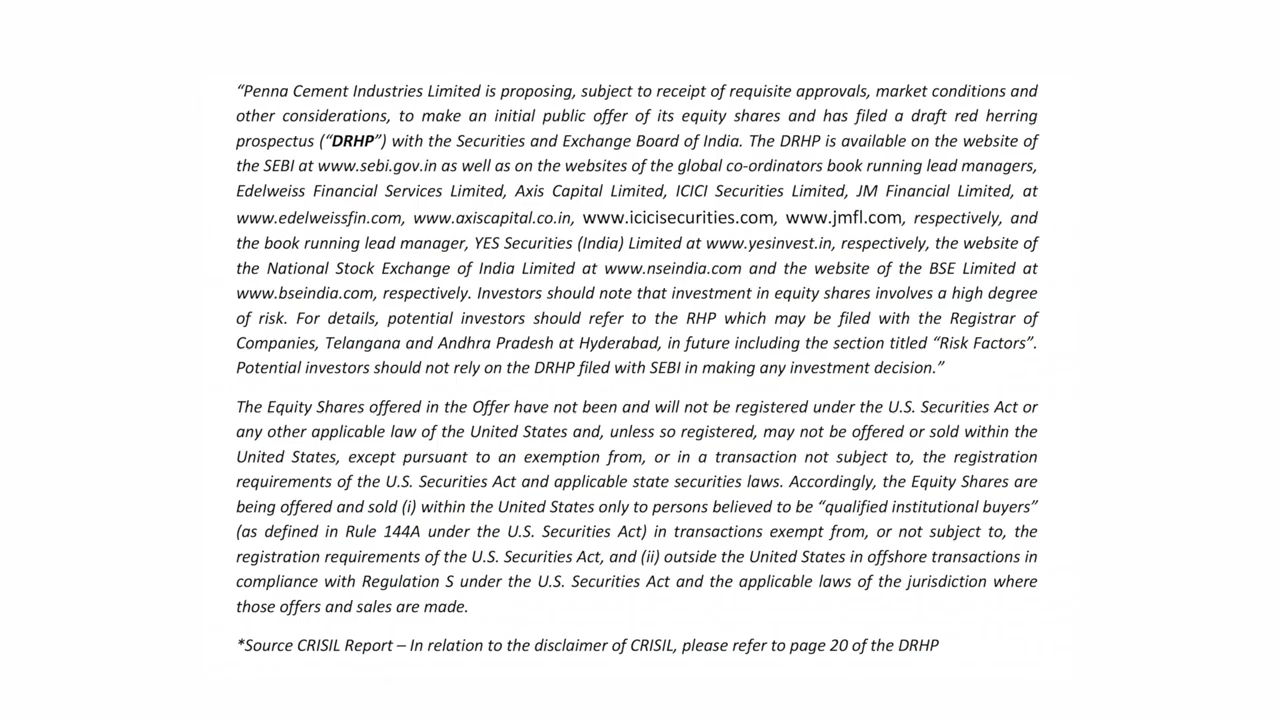 “Penna Cement Industries Limited is proposing, subject to receipt of requisite approvals, market conditions and
other considerations, to make an initial public offer of its equity shares and has filed a draft red herring
prospectus (“DRHP”) with the Securities and Exchange Board of India. The DRHP is available on the website of
the SEBI at www.sebi.gov.in as well as on the websites of the global co-ordinators book running lead managers,
Edelweiss Financial Services Limited, Axis Capital Limited, ICICI Securities Limited, JM Financial Limited, at
www.edelweissfin.com, www.axiscapital.co.in, www.icicisecurities.com, www.jmfl.com, respectively, and
the book running lead manager, YES Securities (India) Limited at www.yesinvest.in, respectively, the website of
the National Stock Exchange of India Limited at www.nseindia.com and the website of the BSE Limited at
www.bseindia.com, respectively. Investors should note that investment in equity shares involves a high degree
of risk. For details, potential investors should refer to the RHP which may be filed with the Registrar of
Companies, Telangana and Andhra Pradesh at Hyderabad, in future including the section titled “Risk Factors”.
Potential investors should not rely on the DRHP filed with SEBI in making any investment decision.”
The Equity Shares offered in the Offer have not been and will not be registered under the U.S. Securities Act or
any other applicable law of the United States and, unless so registered, may not be offered or sold within the
United States, except pursuant to an exemption from, or in a transaction not subject to, the registration
requirements of the U.S. Securities Act and applicable state securities laws. Accordingly, the Equity Shares are
being offered and sold (i) within the United States only to persons believed to be “qualified institutional buyers”
(as defined in Rule 144A under the U.S. Securities Act) in transactions exempt from, or not subject to, the
registration requirements of the U.S. Securities Act, and (ii) outside the United States in offshore transactions in
compliance with Regulation S under the U.S. Securities Act and the applicable laws of the jurisdiction where
those offers and sales are made.
*Source CRISIL Report – In relation to the disclaimer of CRISIL, please refer to page 20 of the DRHP